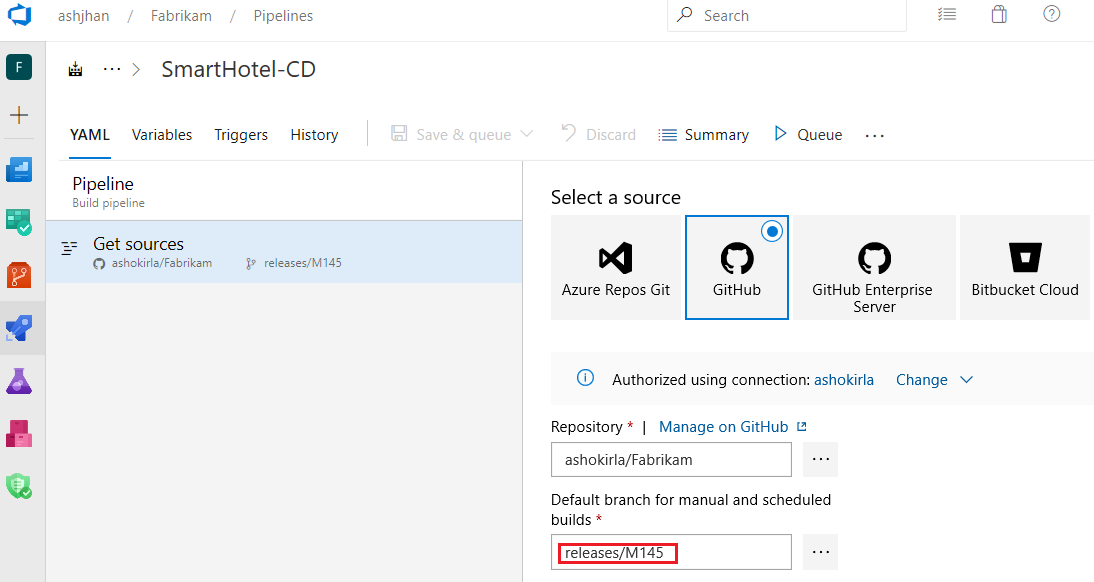 ashjhan / Fabrikam / Pipelines
Search
F
SmartHotel-CD
YAML Variables Triggers History Save & queue Discard Summary Queue
Pipeline
Build pipeline
Get sources
ashokirla/Fabrikam releases/M145
Select a source
Azure Repos Git
GitHub
GitHub Enterprise
Server
Bitbucket Cloud
Authorized using connection: ashokirla Change
Repository * | Manage on GitHub
ashokirla/Fabrikam
Default branch for manual and scheduled
builds *
releases/M145